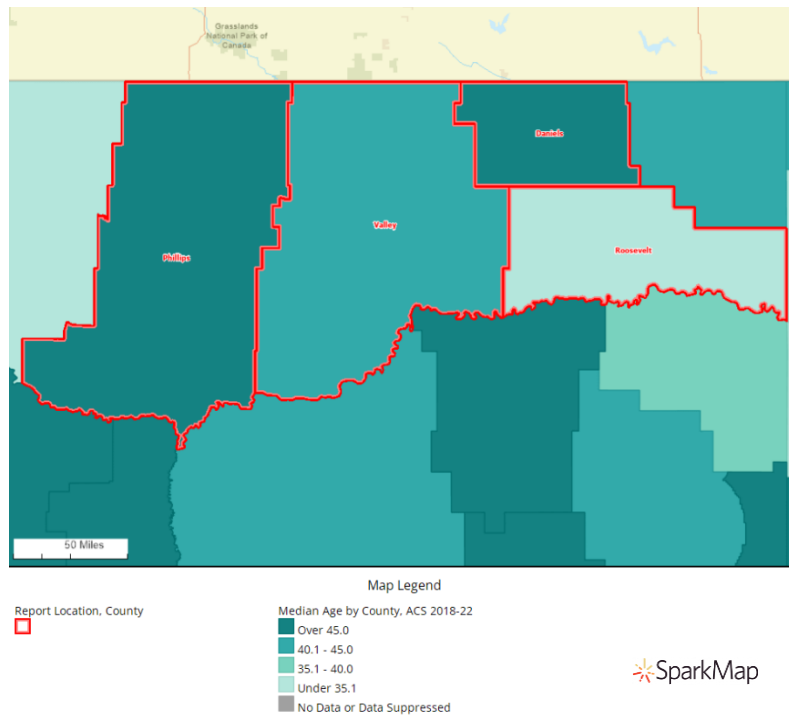 Grasslands
National Park of
Canada
Daniels
Valley
Roosevelt
Phillips
50 Miles
Map Legend
Report Location, County
Median Age by County, ACS 2018-22
Over 45.0
40.1 - 45.0
35.1 - 40.0
Under 35.1
No Data or Data Suppressed
SparkMap